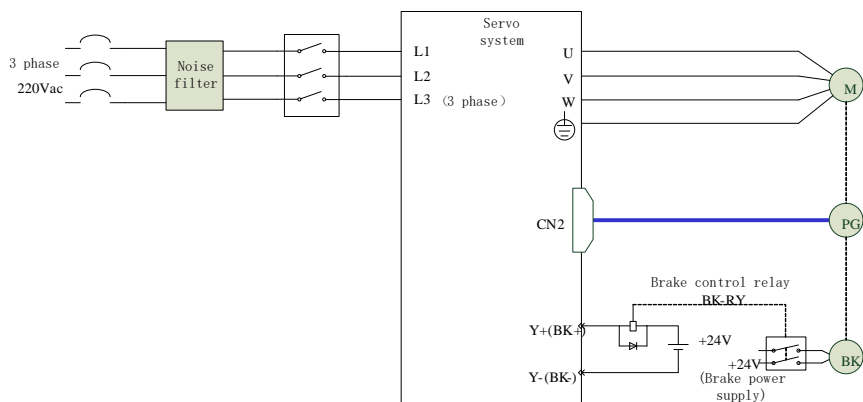 Servo
system
3 phase
220Vac
Noise
filter
L1
L2
L3 (3 phase)
U
V
W
M
CN2
PG
Brake control relay
BK-RY
Y+(BK+)
+24V
Y-(BK-)
+24V
(Brake power
supply)
BK